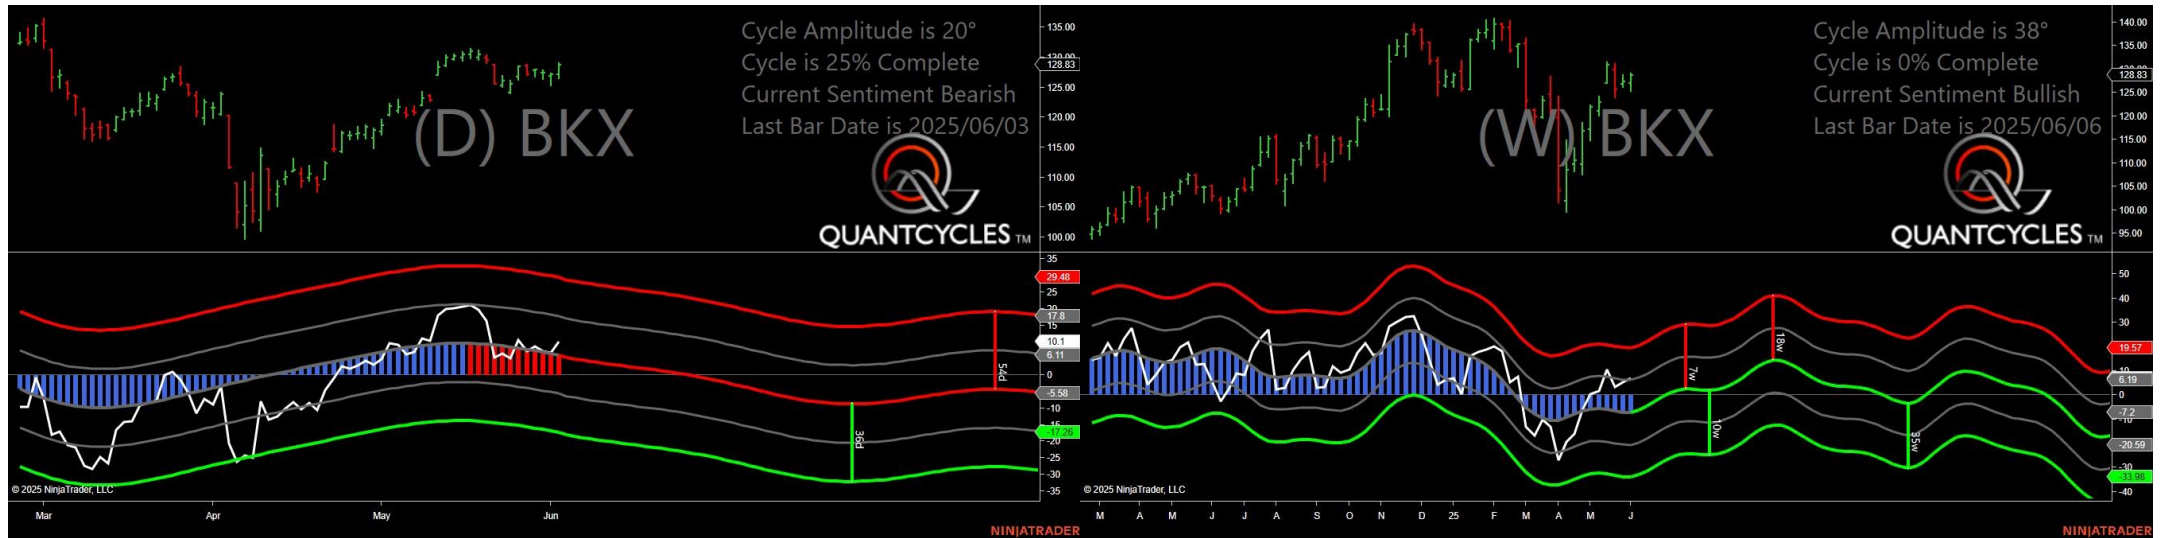 Cycle Amplitude is 20°
Cycle is 25% Complete
Current Sentiment Bearish
Last Bar Date is 2025/06/03
(D) BKX
QUANTCYCLES TM
135.00
130.00
128.83
125.00
120.00
115.00
110.00
105.00
100.00
35
29.48
25
20
17.8
15
10.1
6.11
0
-5.58
-10
-17.26
-20
-25
-30
-35
54d
36d
© 2025 NinjaTrader, LLC
Mar Apr May Jun
NINJATRADER
Cycle Amplitude is 38°
Cycle is 0% Complete
Current Sentiment Bullish
Last Bar Date is 2025/06/06
(W) BKX
QUANTCYCLES TM
140.00
135.00
128.83
125.00
120.00
115.00
110.00
105.00
100.00
95.00
50
40
30
19.57
10
6.19
0
-7.2
-10
-20.59
-30
-33.98
-40
7w
10w
18w
35w
© 2025 NinjaTrader, LLC
M A M J J A S O N D 25 F M A M J
NINJATRADER